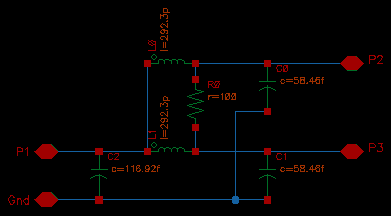 L0
l=292.3p
P2
C0
c=58.46f
R0
r=100
L1
l=292.3p
P1
C2
c=116.92f
P3
C1
c=58.46f
Gnd